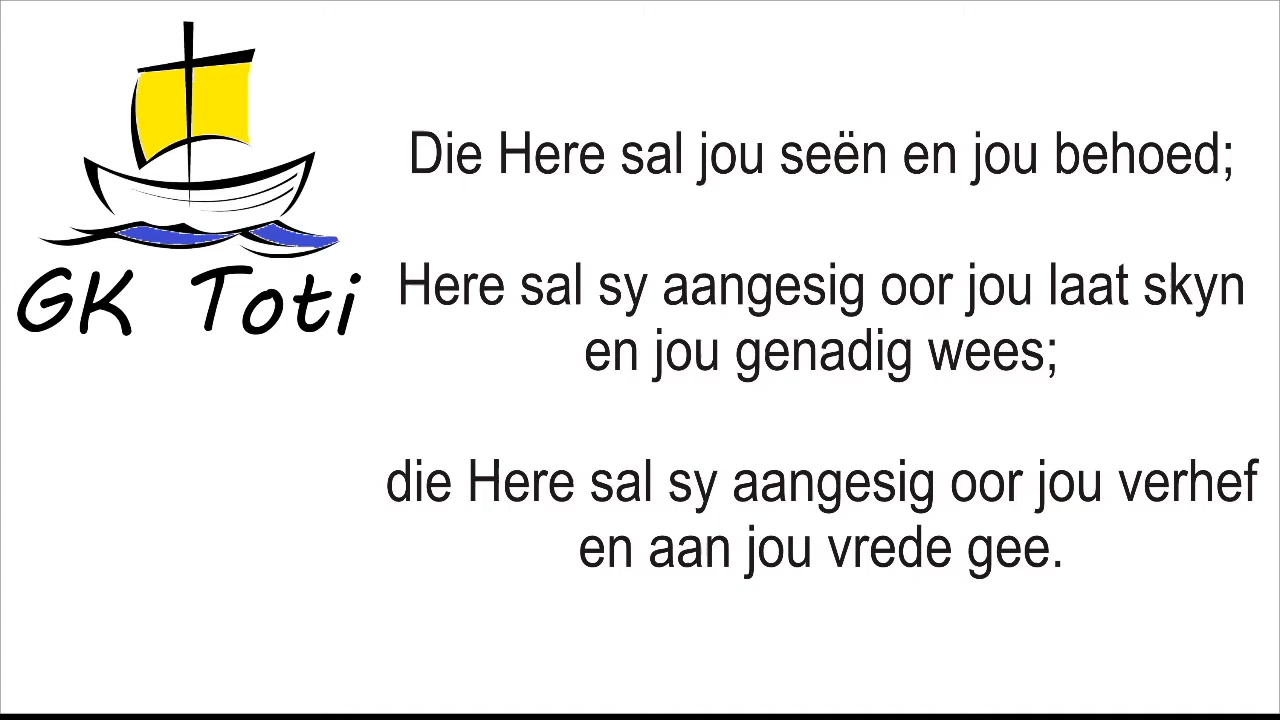 GK Toti
Die Here sal jou seën en jou behoed;
Here sal sy aangesig oor jou laat skyn
en jou genadig wees;
die Here sal sy aangesig oor jou verhef
en aan jou vrede gee.